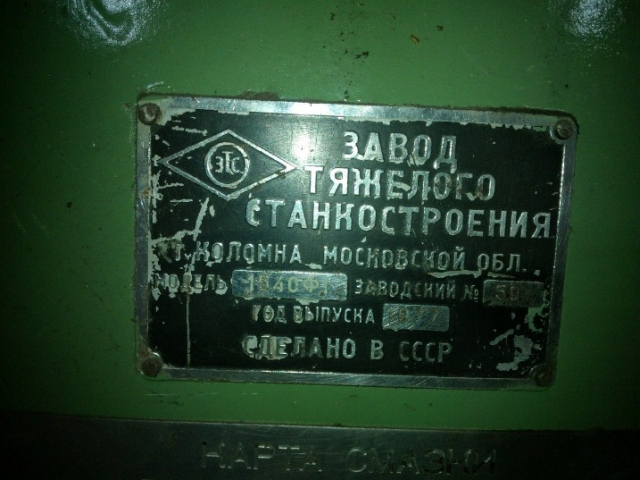 ЗТС
ЗАВОД
ТЯЖЕЛОГО
СТАНКОСТРОЕНИЯ
Г. КОЛОМНА МОСКОВСКОЙ ОБЛ.
МОДЕЛЬ ЗАВОДСКИЙ №
ГОД ВЫПУСКА
СДЕЛАНО В СССР
КАРТА СМАЗКИ